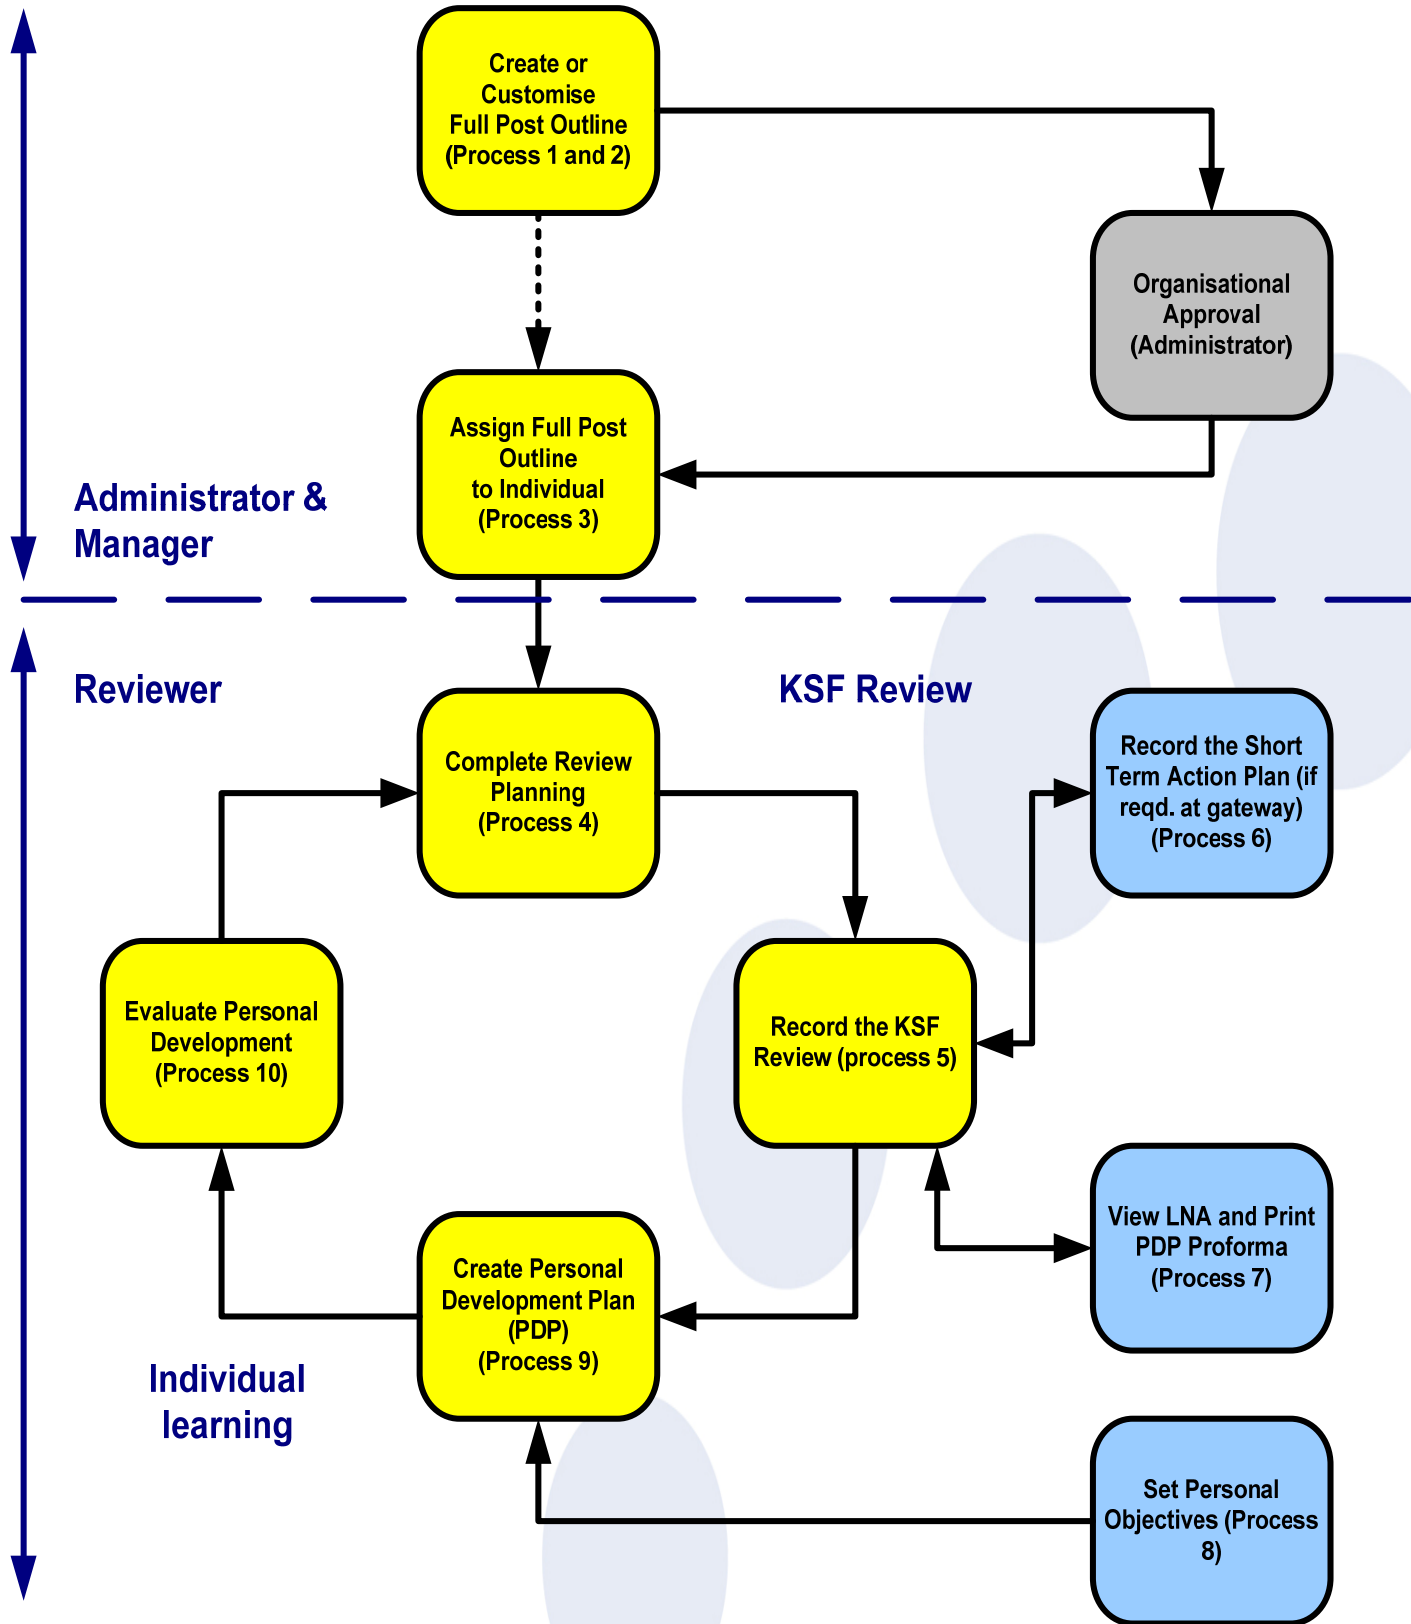 Create or
Customise
Full Post Outline
(Process 1 and 2)
Organisational
Approval
(Administrator)
Assign Full Post
Outline
to Individual
(Process 3)
Administrator &
Manager
Reviewer
KSF Review
Complete Review
Planning
(Process 4)
Record the Short
Term Action Plan (if
reqd. at gateway)
(Process 6)
Evaluate Personal
Development
(Process 10)
Record the KSF
Review (process 5)
View LNA and Print
PDP Proforma
(Process 7)
Create Personal
Development Plan
(PDP)
(Process 9)
Individual
learning
Set Personal
Objectives (Process
8)